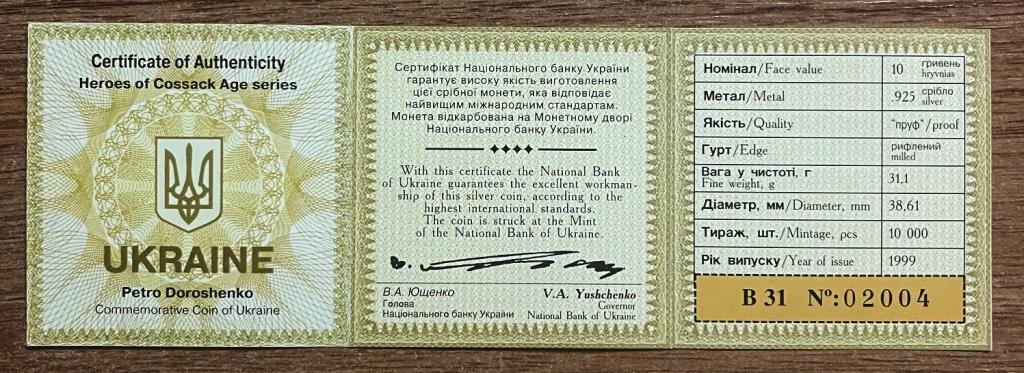 Certificate of Authenticity
Heroes of Cossack Age series
UKRAINE
Petro Doroshenko
Commemorative Coin of Ukraine
Сертифікат Національного банку України
гарантує високу якість виготовлення
цієї срібної монети, яка відповідає
найвищим міжнародним стандартам.
Монета відкарбована на Монетному дворі
Національного банку України.
With this certificate the National Bank
of Ukraine guarantees the excellent workman-
ship of this silver coin, according to the
highest international standards.
The coin is struck at the Mint
of the National Bank of Ukraine.
В.А. Ющенко
Голова
Національного банку України
V.A. Yushchenko
Governor
National Bank of Ukraine
Номінал/Face value 10 гривень hryvnias
Метал/Metal .925 срібло silver
Якість/Quality "пруф"/proof
Гурт/Edge рифлений milled
Вага у чистоті, г
Fine weight, g 31,1
Діаметр, мм/Diameter, mm 38,61
Тираж, шт./Mintage, pcs 10 000
Рік випуску/Year of issue 1999
В 31 №:02004